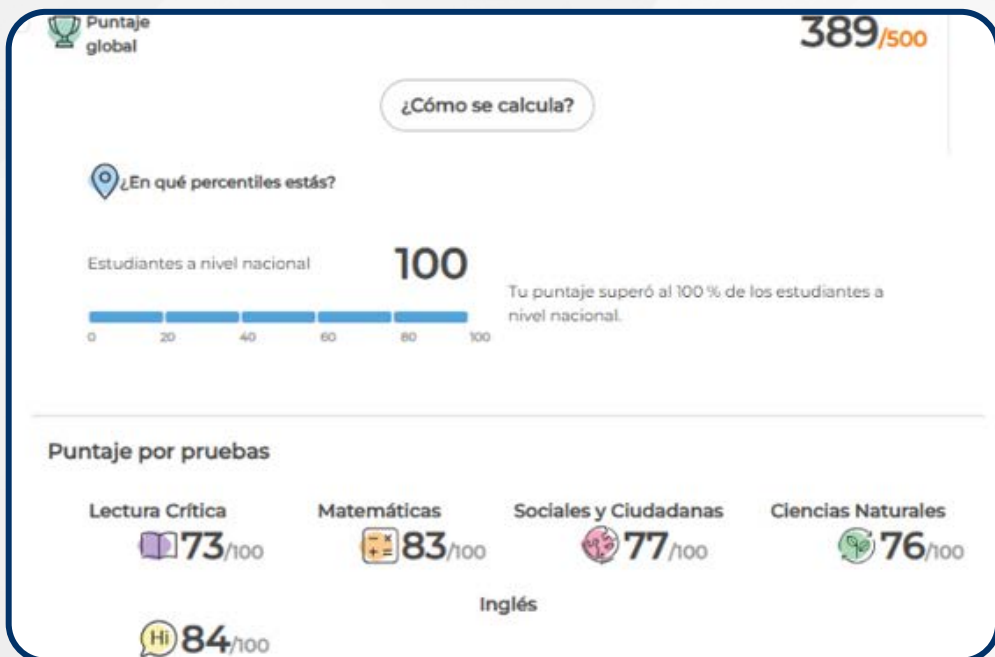 Puntaje
global
389/500
¿Cómo se calcula?
¿En qué percentiles estás?
Estudiantes a nivel nacional
100
Tu puntaje superó al 100 % de los estudiantes a
nivel nacional.
0 20 40 60 80 100
Puntaje por pruebas
Lectura Crítica Matemáticas Sociales y Ciudadanas Ciencias Naturales
73/100 83/100 77/100 76/100
Inglés
Hi 84/100